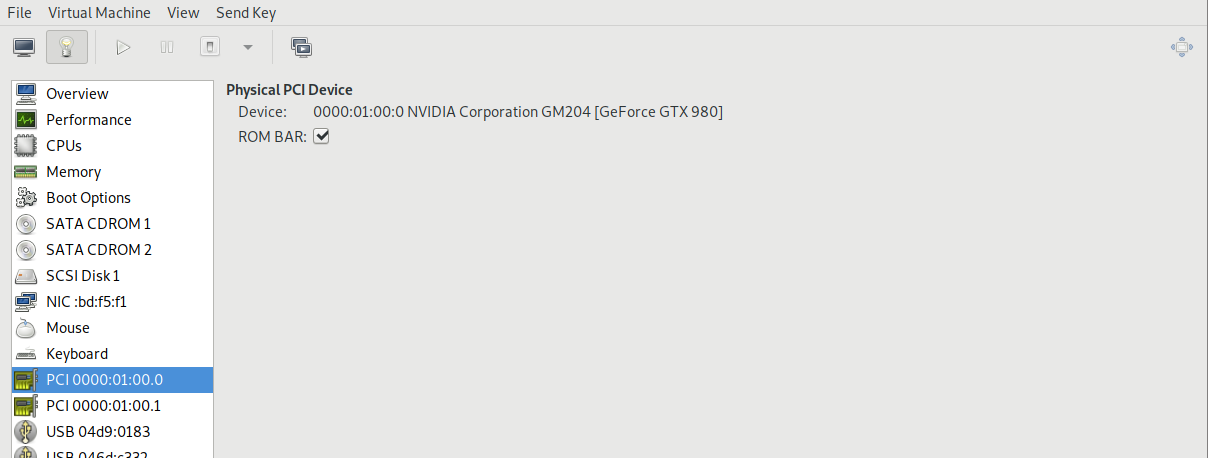 File Virtual Machine View Send Key
Overview
Performance
CPUs
Memory
Boot Options
SATA CDROM 1
SATA CDROM 2
SCSI Disk 1
NIC :bd:f5:f1
Mouse
Keyboard
PCI 0000:01:00.0
PCI 0000:01:00.1
USB 04d9:0183
USB 046d:c332
Physical PCI Device
Device: 0000:01:00:0 NVIDIA Corporation GM204 [GeForce GTX 980]
ROM BAR: